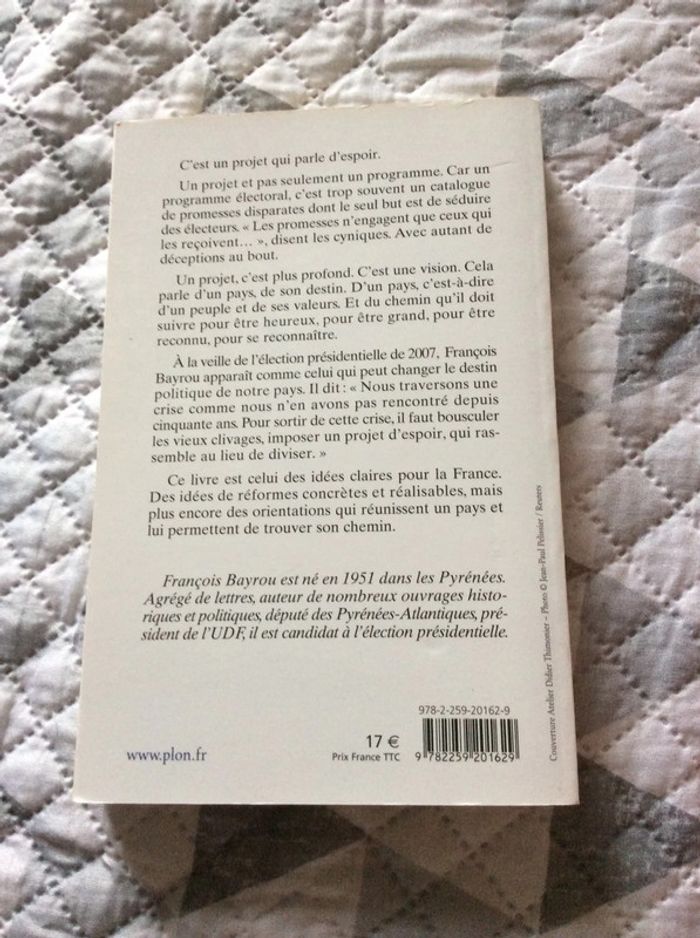 C'est un projet qui parle d'espoir.
Un projet et pas seulement un programme. Car un
programme électoral, c'est trop souvent un catalogue
de promesses disparates dont le seul but est de séduire
des électeurs. « Les promesses n'engagent que ceux qui
les reçoivent… », disent les cyniques. Avec autant de
déceptions au bout.
Un projet, c'est plus profond. C'est une vision. Cela
parle d'un pays, de son destin. D'un pays, c'est-à-dire
d'un peuple et de ses valeurs. Et du chemin qu'il doit
suivre pour être heureux, pour être grand, pour être
reconnu, pour se reconnaître.
À la veille de l'élection présidentielle de 2007, François
Bayrou apparaît comme celui qui peut changer le destin
politique de notre pays. Il dit : « Nous traversons une
crise comme nous n'en avons pas rencontré depuis
cinquante ans. Pour sortir de cette crise, il faut bousculer
les vieux clivages, imposer un projet d'espoir, qui ras-
semble au lieu de diviser. »
Ce livre est celui des idées claires pour la France.
Des idées de réformes concrètes et réalisables, mais
plus encore des orientations qui réunissent un pays et
lui permettent de trouver son chemin.
François Bayrou est né en 1951 dans les Pyrénées.
Agrégé de lettres, auteur de nombreux ouvrages histo-
riques et politiques, député des Pyrénées-Atlantiques, pré-
sident de l'UDF, il est candidat à l'élection présidentielle.
Couverture Atelier Didier Thimonier – Photo © Jean-Paul Pelissier / Reuters
978-2-259-20162-9
www.plon.fr
17 €
Prix France TTC
9 782259 201629